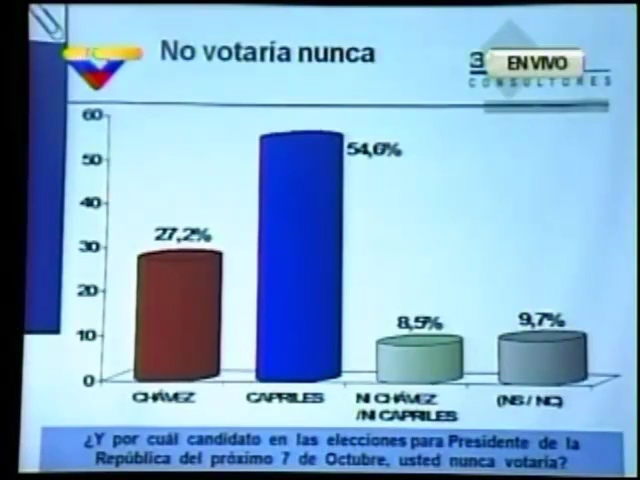 No votaría nunca
EN VIVO
CONSULTORES
60
50
40
30
20
10
0
27,2%
54,6%
8,5%
9,7%
CHÁVEZ
CAPRILES
NI CHÁVEZ
/NI CAPRILES
(NS / NC)
¿Y por cuál candidato en las elecciones para Presidente de la
República del próximo 7 de Octubre, usted nunca votaría?